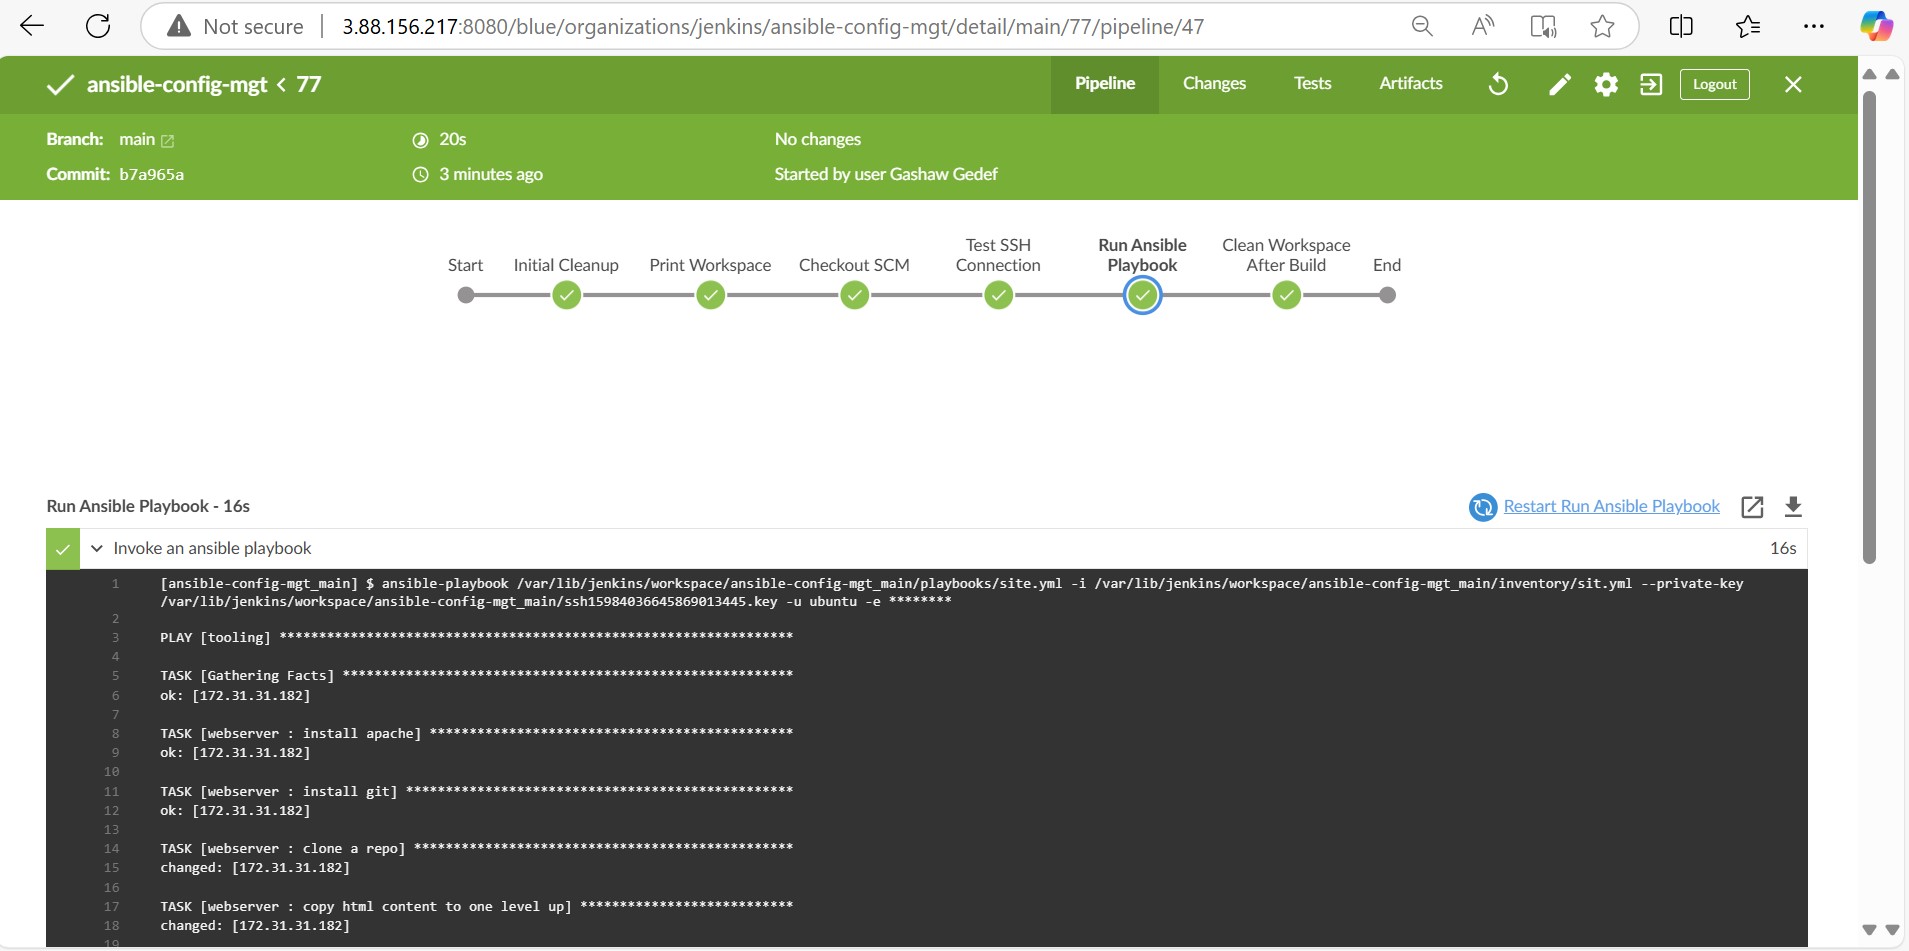 Not secure | 3.88.156.217:8080/blue/organizations/jenkins/ansible-config-mgt/detail/main/77/pipeline/47
ansible-config-mgt < 77
Pipeline Changes Tests Artifacts Logout
Branch: main 20s No changes
Commit: b7a965a 3 minutes ago Started by user Gashaw Gedef
Test SSH Run Ansible Clean Workspace
Start Initial Cleanup Print Workspace Checkout SCM Connection Playbook After Build End
Run Ansible Playbook - 16s Restart Run Ansible Playbook
Invoke an ansible playbook 16s
1 [ansible-config-mgt_main] $ ansible-playbook /var/lib/jenkins/workspace/ansible-config-mgt_main/playbooks/site.yml -i /var/lib/jenkins/workspace/ansible-config-mgt_main/inventory/sit.yml --private-key
/var/lib/jenkins/workspace/ansible-config-mgt_main/ssh15984036645869013445.key -u ubuntu -e ********
2
3 PLAY [tooling] *****************************************************************
4
5 TASK [Gathering Facts] *********************************************************
6 ok: [172.31.31.182]
7
8 TASK [webserver : install apache] **********************************************
9 ok: [172.31.31.182]
10
11 TASK [webserver : install git] *************************************************
12 ok: [172.31.31.182]
13
14 TASK [webserver : clone a repo] ************************************************
15 changed: [172.31.31.182]
16
17 TASK [webserver : copy html content to one level up] ***************************
18 changed: [172.31.31.182]
19